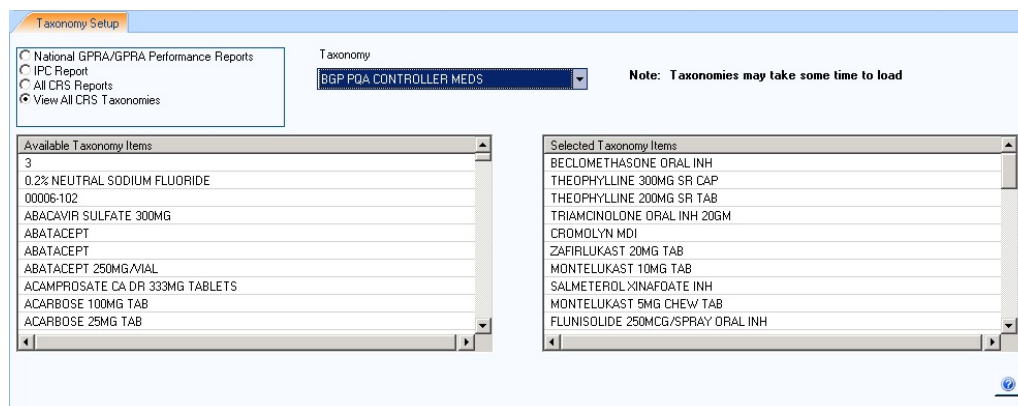 Taxonomy Setup
National GPRA/GPRA Performance Reports
IPC Report
All CRS Reports
View All CRS Taxonomies
Taxonomy
BGP PQA CONTROLLER MEDS
Note: Taxonomies may take some time to load
Available Taxonomy Items
3
0.2% NEUTRAL SODIUM FLUORIDE
00006-102
ABACAVIR SULFATE 300MG
ABATACEPT
ABATACEPT
ABATACEPT 250MG/VIAL
ACAMPROSATE CA DR 333MG TABLETS
ACARBOSE 100MG TAB
ACARBOSE 25MG TAB
Selected Taxonomy Items
BECLOMETHASONE ORAL INH
THEOPHYLLINE 300MG SR CAP
THEOPHYLLINE 200MG SR TAB
TRIAMCINOLONE ORAL INH 20GM
CROMOLYN MDI
ZAFIRLUKAST 20MG TAB
MONTELUKAST 10MG TAB
SALMETEROL XINAFOATE INH
MONTELUKAST 5MG CHEW TAB
FLUNISOLIDE 250MCG/SPRAY ORAL INH
?